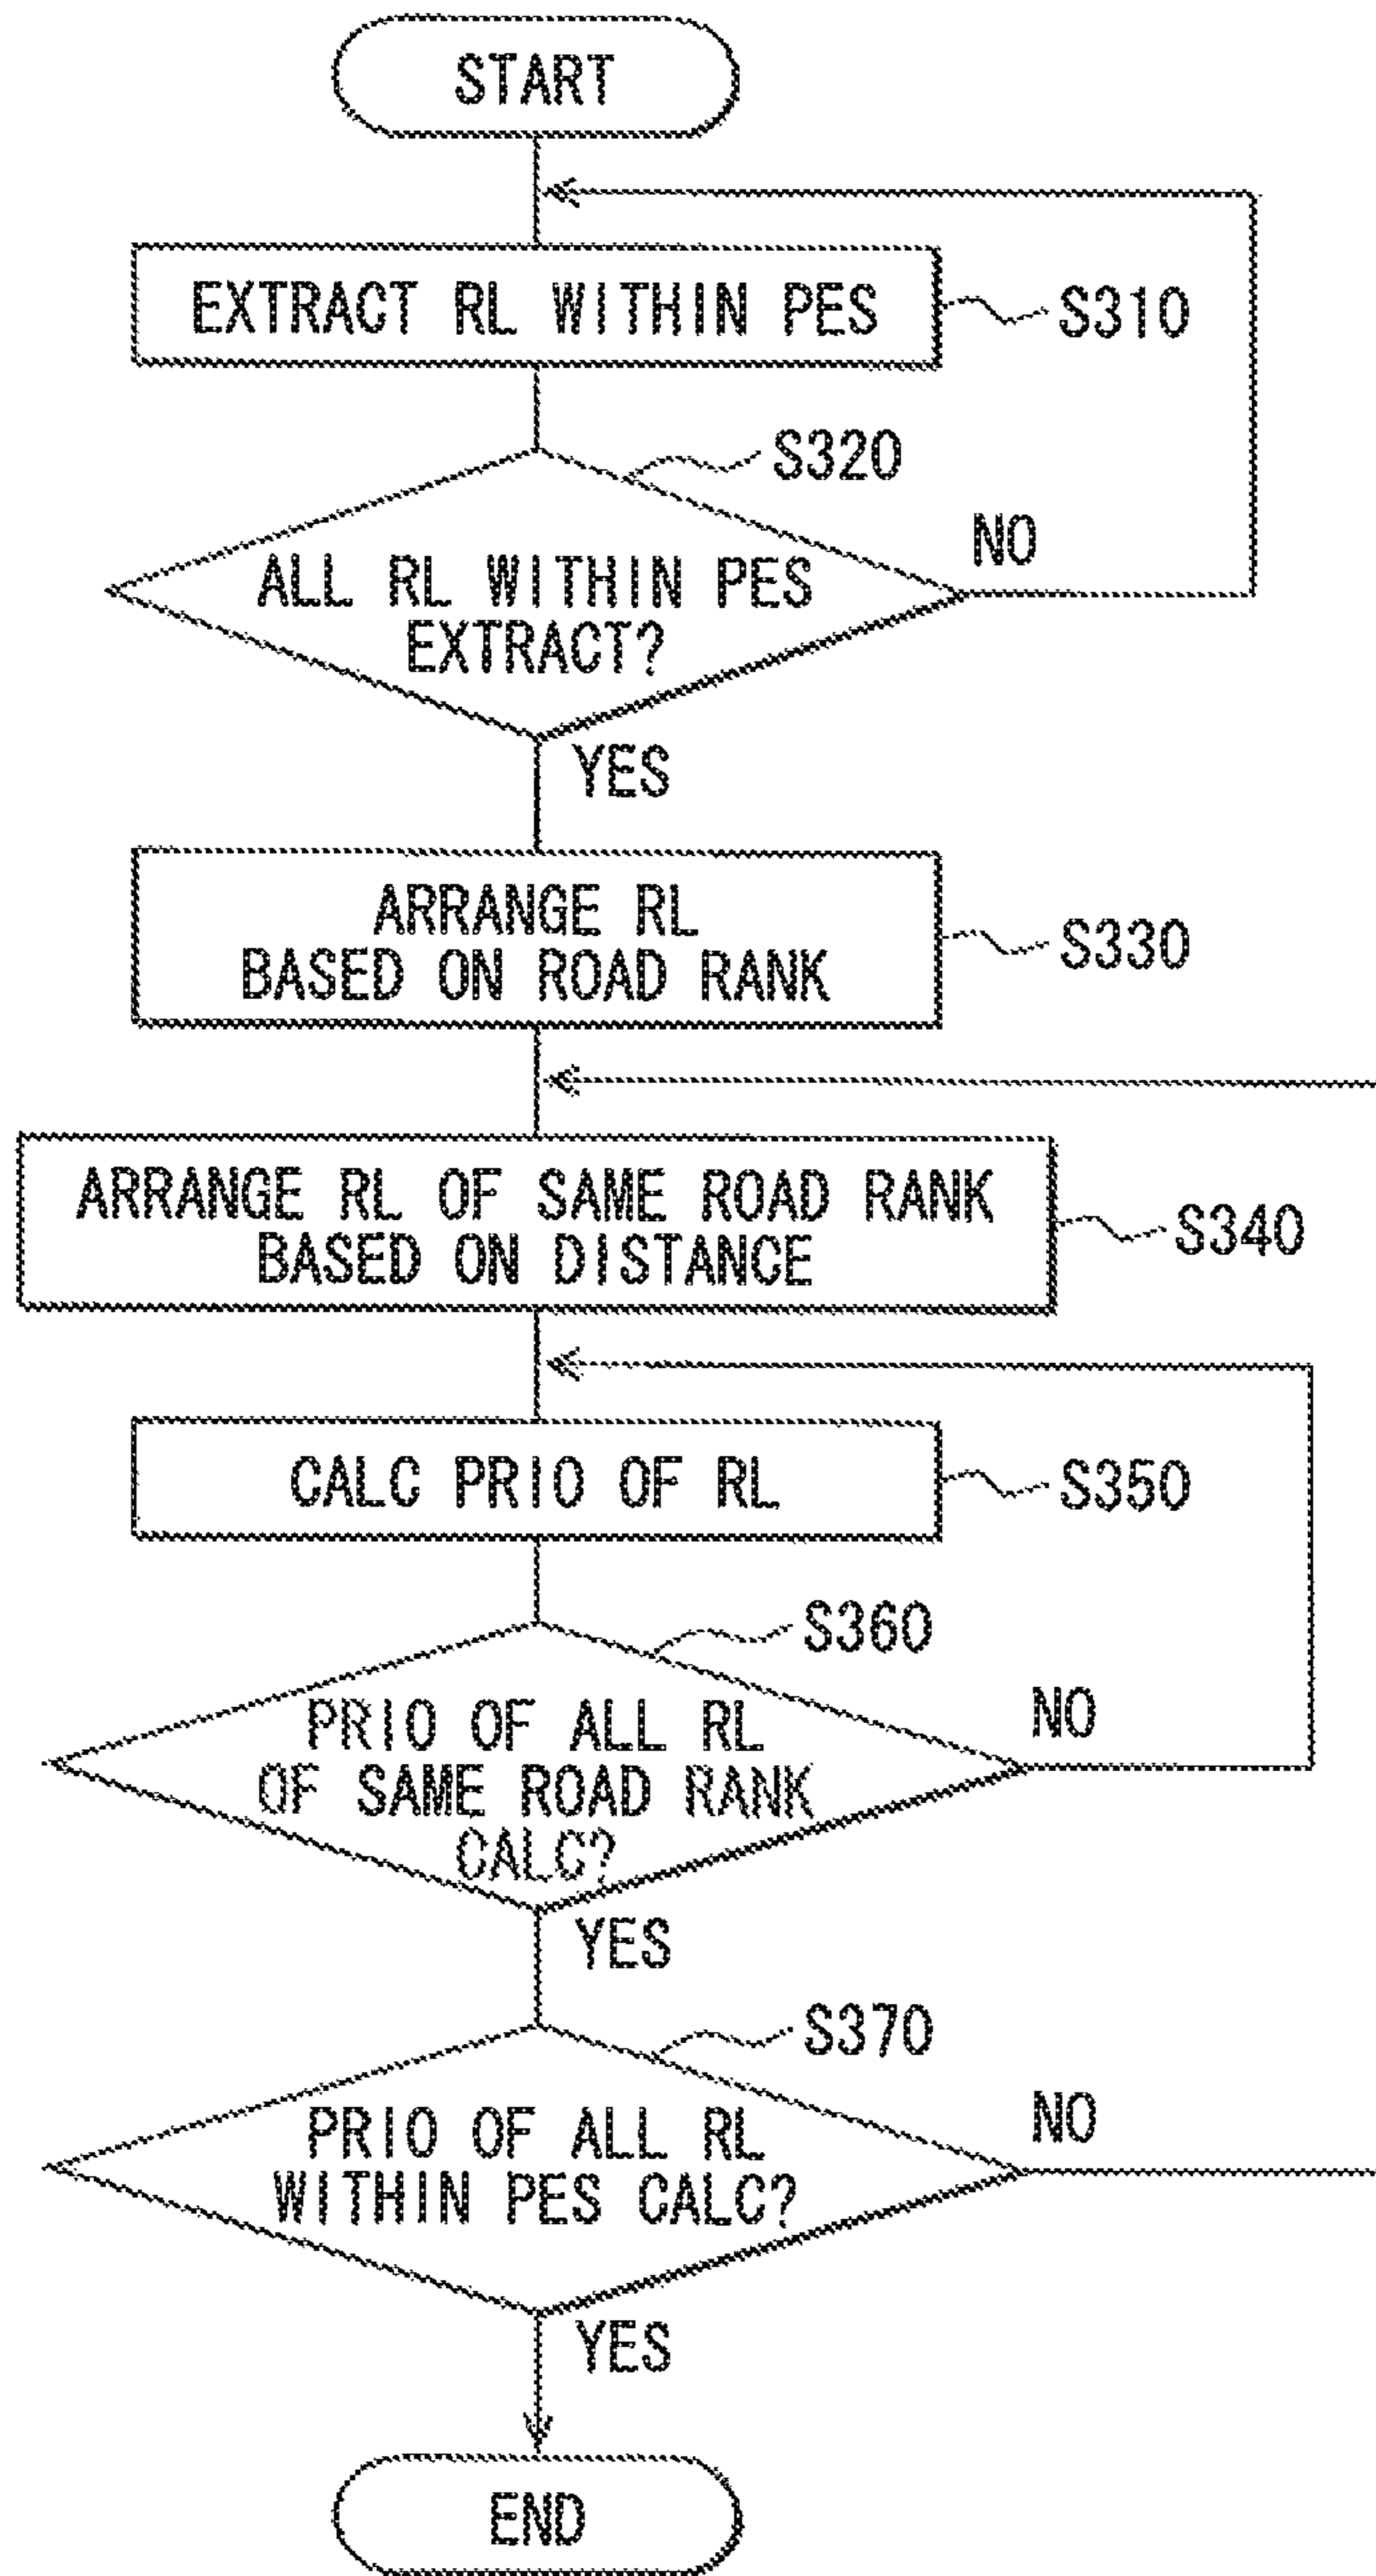 START
EXTRACT RL WITHIN PES
S310
S320
ALL RL WITHIN PES
EXTRACT?
NO
YES
ARRANGE RL
BASED ON ROAD RANK
S330
ARRANGE RL OF SAME ROAD RANK
BASED ON DISTANCE
S340
CALC PRIO OF RL
S350
S360
PRIO OF ALL RL
OF SAME ROAD RANK
CALC?
NO
YES
S370
PRIO OF ALL RL
WITHIN PES CALC?
NO
YES
END